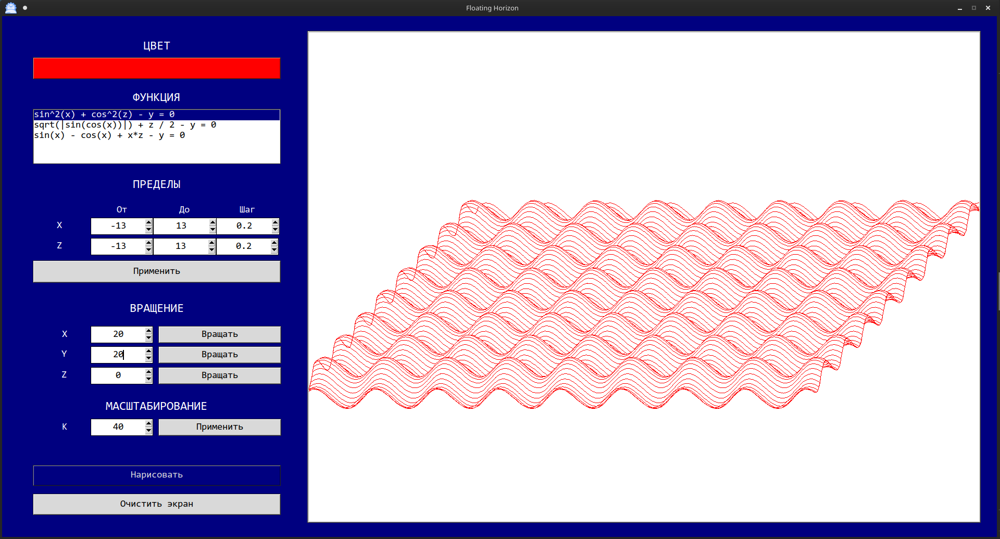 Floating Horizon
ЦВЕТ
ФУНКЦИЯ
sin^2(x) + cos^2(z) - y = 0
sqrt(|sin(cos(x))|) + z / 2 - y = 0
sin(x) - cos(x) + x*z - y = 0
ПРЕДЕЛЫ
От До Шаг
X -13 13 0.2
Z -13 13 0.2
Применить
ВРАЩЕНИЕ
X 20 Вращать
Y 20 Вращать
Z 0 Вращать
МАСШТАБИРОВАНИЕ
K 40 Применить
Нарисовать
Очистить экран